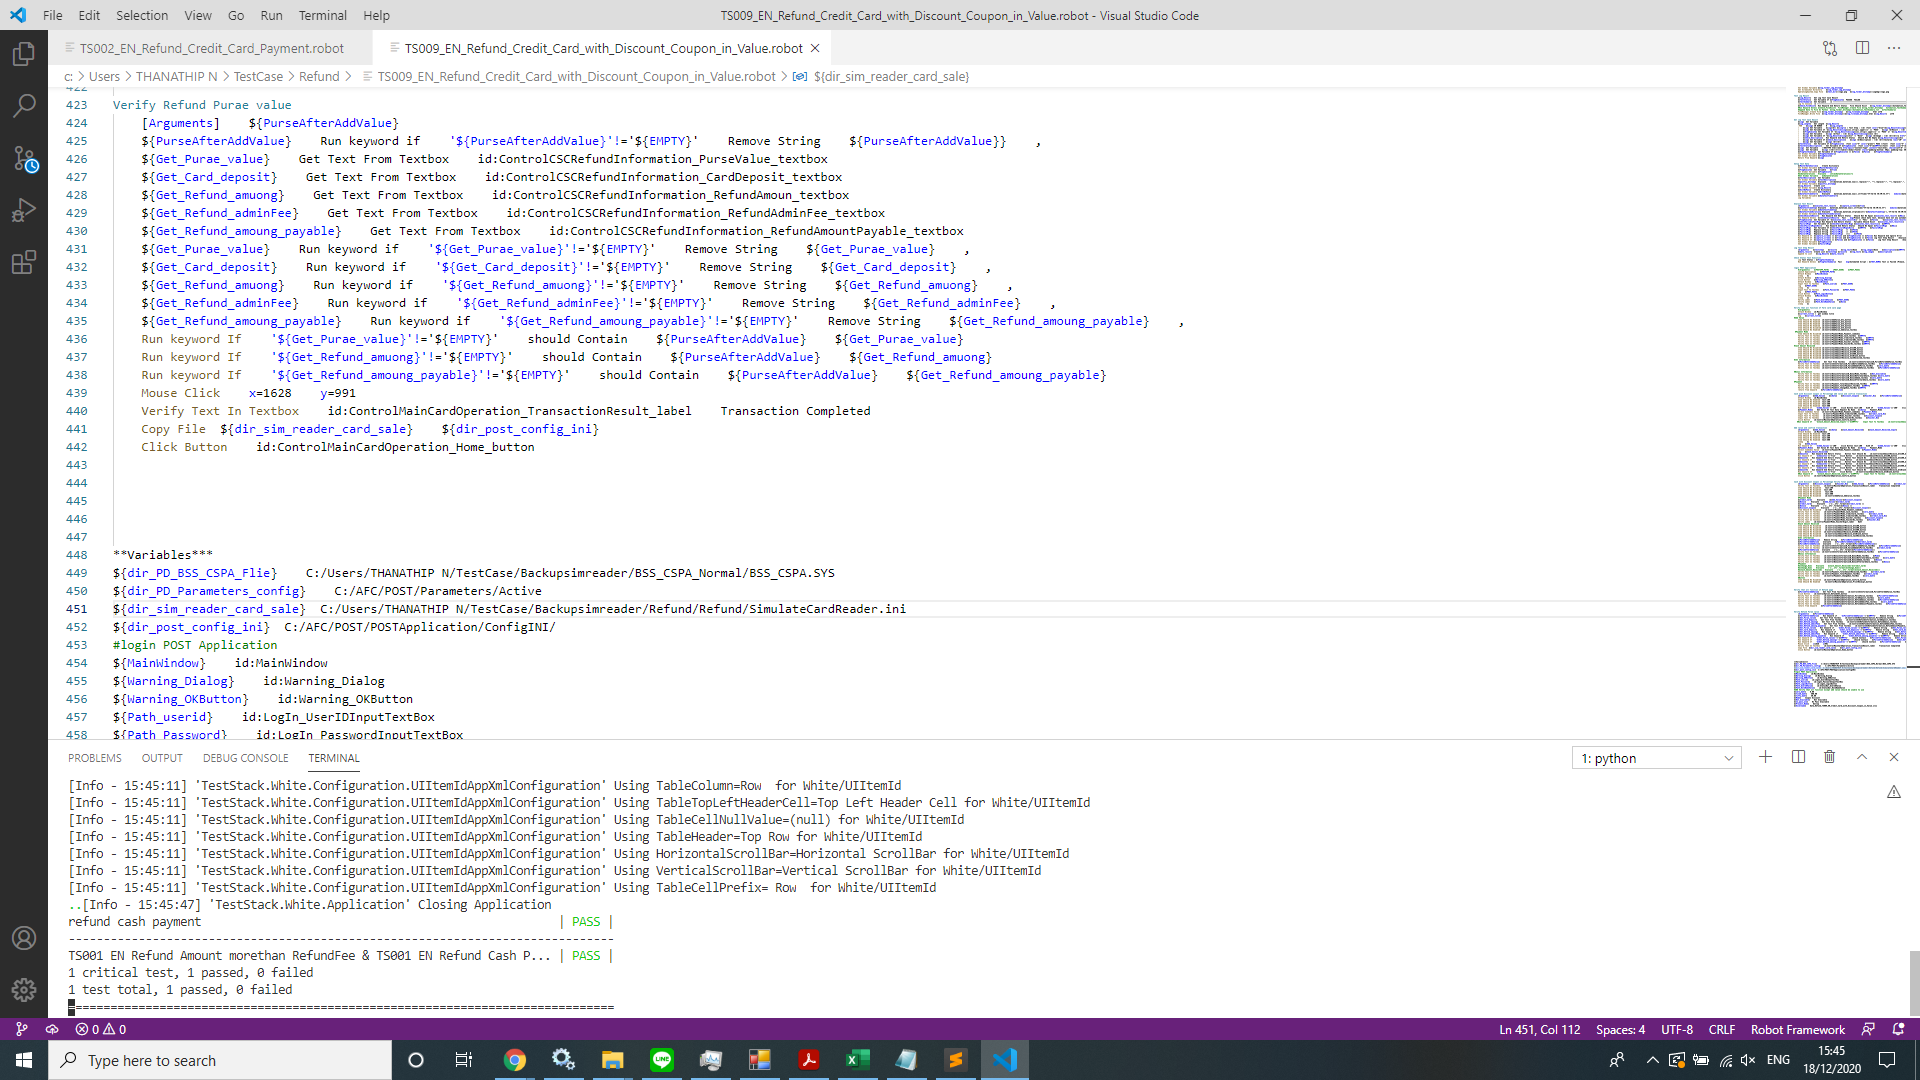 File Edit Selection View Go Run Terminal Help
TS009_EN_Refund_Credit_Card_with_Discount_Coupon_in_Value.robot - Visual Studio Code
TS002_EN_Refund_Credit_Card_Payment.robot
TS009_EN_Refund_Credit_Card_with_Discount_Coupon_in_Value.robot
c: > Users > THANATHIP N > TestCase > Refund > TS009_EN_Refund_Credit_Card_with_Discount_Coupon_in_Value.robot > ${dir_sim_reader_card_sale}
422
423 Verify Refund Purae value
424 [Arguments] ${PurseAfterAddValue}
425 ${PurseAfterAddValue} Run keyword if '${PurseAfterAddValue}'!='${EMPTY}' Remove String ${PurseAfterAddValue}} ,
426 ${Get_Purae_value} Get Text From Textbox id:ControlCSCRefundInformation_PurseValue_textbox
427 ${Get_Card_deposit} Get Text From Textbox id:ControlCSCRefundInformation_CardDeposit_textbox
428 ${Get_Refund_amuong} Get Text From Textbox id:ControlCSCRefundInformation_RefundAmoun_textbox
429 ${Get_Refund_adminFee} Get Text From Textbox id:ControlCSCRefundInformation_RefundAdminFee_textbox
430 ${Get_Refund_amoung_payable} Get Text From Textbox id:ControlCSCRefundInformation_RefundAmountPayable_textbox
431 ${Get_Purae_value} Run keyword if '${Get_Purae_value}'!='${EMPTY}' Remove String ${Get_Purae_value} ,
432 ${Get_Card_deposit} Run keyword if '${Get_Card_deposit}'!='${EMPTY}' Remove String ${Get_Card_deposit} ,
433 ${Get_Refund_amuong} Run keyword if '${Get_Refund_amuong}'!='${EMPTY}' Remove String ${Get_Refund_amuong} ,
434 ${Get_Refund_adminFee} Run keyword if '${Get_Refund_adminFee}'!='${EMPTY}' Remove String ${Get_Refund_adminFee} ,
435 ${Get_Refund_amoung_payable} Run keyword if '${Get_Refund_amoung_payable}'!='${EMPTY}' Remove String ${Get_Refund_amoung_payable} ,
436 Run keyword If '${Get_Purae_value}'!='${EMPTY}' should Contain ${PurseAfterAddValue} ${Get_Purae_value}
437 Run keyword If '${Get_Refund_amuong}'!='${EMPTY}' should Contain ${PurseAfterAddValue} ${Get_Refund_amuong}
438 Run keyword If '${Get_Refund_amoung_payable}'!='${EMPTY}' should Contain ${PurseAfterAddValue} ${Get_Refund_amoung_payable}
439 Mouse Click x=1628 y=991
440 Verify Text In Textbox id:ControlMainCardOperation_TransactionResult_label Transaction Completed
441 Copy File ${dir_sim_reader_card_sale} ${dir_post_config_ini}
442 Click Button id:ControlMainCardOperation_Home_button
443
444
445
446
447
448 **Variables***
449 ${dir_PD_BSS_CSPA_Flie} C:/Users/THANATHIP N/TestCase/Backupsimreader/BSS_CSPA_Normal/BSS_CSPA.SYS
450 ${dir_PD_Parameters_config} C:/AFC/POST/Parameters/Active
451 ${dir_sim_reader_card_sale} C:/Users/THANATHIP N/TestCase/Backupsimreader/Refund/Refund/SimulateCardReader.ini
452 ${dir_post_config_ini} C:/AFC/POST/POSTApplication/ConfigINI/
453 #login POST Application
454 ${MainWindow} id:MainWindow
455 ${Warning_Dialog} id:Warning_Dialog
456 ${Warning_OKButton} id:Warning_OKButton
457 ${Path_userid} id:LogIn_UserIDInputTextBox
458 ${Path_Password} id:LogIn_PasswordInputTextBox
PROBLEMS OUTPUT DEBUG CONSOLE TERMINAL 1: python
[Info - 15:45:11] 'TestStack.White.Configuration.UIItemIdAppXmlConfiguration' Using TableColumn=Row for White/UIItemId
[Info - 15:45:11] 'TestStack.White.Configuration.UIItemIdAppXmlConfiguration' Using TableTopLeftHeaderCell=Top Left Header Cell for White/UIItemId
[Info - 15:45:11] 'TestStack.White.Configuration.UIItemIdAppXmlConfiguration' Using TableCellNullValue=(null) for White/UIItemId
[Info - 15:45:11] 'TestStack.White.Configuration.UIItemIdAppXmlConfiguration' Using TableHeader=Top Row for White/UIItemId
[Info - 15:45:11] 'TestStack.White.Configuration.UIItemIdAppXmlConfiguration' Using HorizontalScrollBar=Horizontal ScrollBar for White/UIItemId
[Info - 15:45:11] 'TestStack.White.Configuration.UIItemIdAppXmlConfiguration' Using VerticalScrollBar=Vertical ScrollBar for White/UIItemId
[Info - 15:45:11] 'TestStack.White.Configuration.UIItemIdAppXmlConfiguration' Using TableCellPrefix= Row for White/UIItemId
..[Info - 15:45:47] 'TestStack.White.Application' Closing Application
refund cash payment | PASS |
------------------------------------------------------------------------------
TS001 EN Refund Amount morethan RefundFee & TS001 EN Refund Cash P... | PASS |
1 critical test, 1 passed, 0 failed
1 test total, 1 passed, 0 failed
==============================================================================
0 0 Ln 451, Col 112 Spaces: 4 UTF-8 CRLF Robot Framework
Type here to search
ENG
15:45
18/12/2020